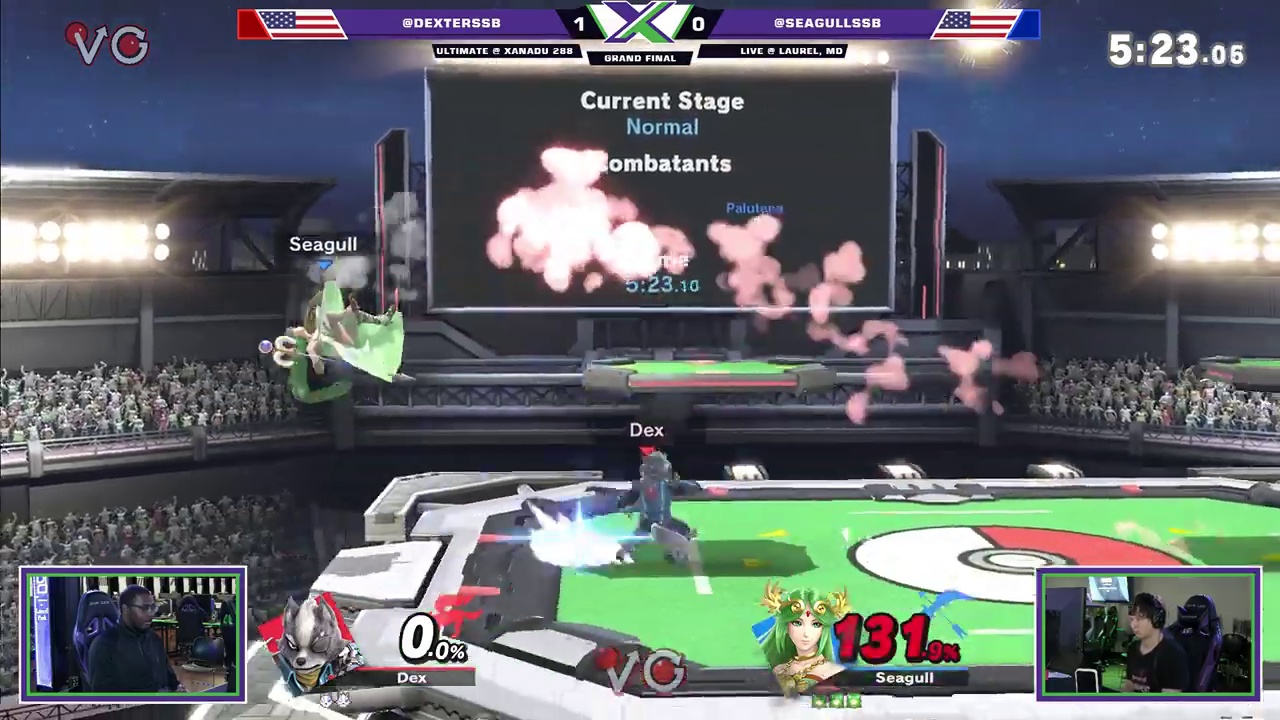 @DEXTERSSB 1 0 @SEAGULLSSB
ULTIMATE @ XANADU 288 LIVE @ LAUREL, MD
GRAND FINAL
VG
5:23.05
Current Stage
Normal
ombatants
Palutena
5:23.10
Seagull
Dex
0.0%
Dex
VG
131.9%
Seagull